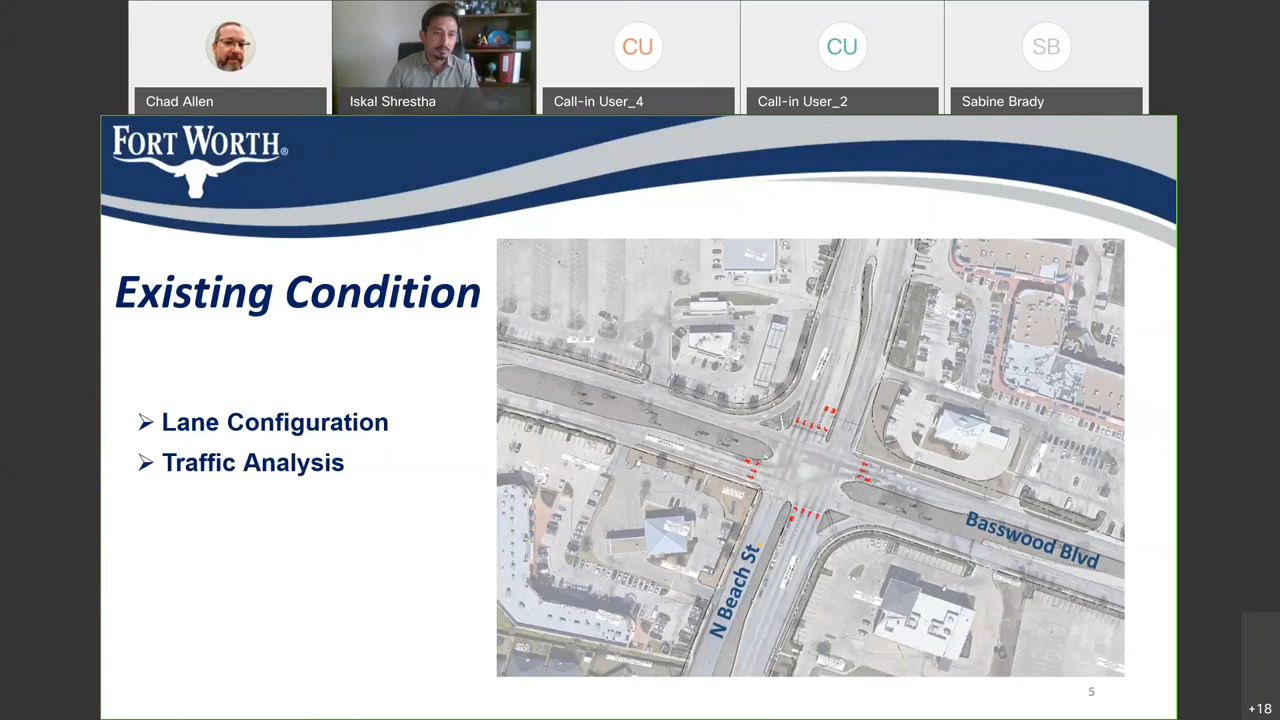 CU
CU
SB
Chad Allen
Iskal Shrestha
Call-in User_4
Call-in User_2
Sabine Brady
FORT WORTH®
Existing Condition
Lane Configuration
Traffic Analysis
Basswood Blvd
N Beach St.
5
+18